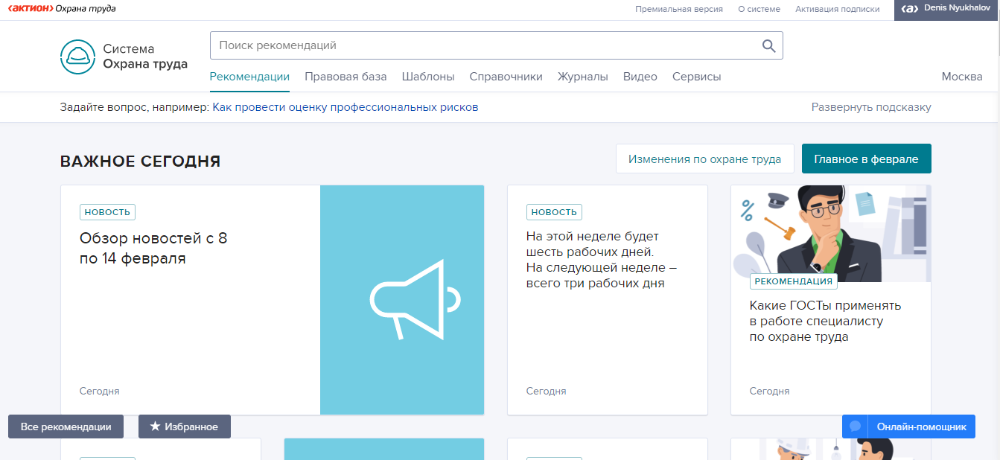 ‹актион› Охрана труда
Премиальная версия О системе Активация подписки
‹a› Denis Nyukhalov
Система
Охрана труда
Поиск рекомендаций
Рекомендации Правовая база Шаблоны Справочники Журналы Видео Сервисы
Москва
Задайте вопрос, например: Как провести оценку профессиональных рисков
Развернуть подсказку
ВАЖНОЕ СЕГОДНЯ
Изменения по охране труда
Главное в феврале
НОВОСТЬ
Обзор новостей с 8
по 14 февраля
Сегодня
НОВОСТЬ
На этой неделе будет
шесть рабочих дней.
На следующей неделе –
всего три рабочих дня
Сегодня
%
РЕКОМЕНДАЦИЯ
Какие ГОСТы применять
в работе специалисту
по охране труда
Сегодня
Все рекомендации
Избранное
Онлайн-помощник